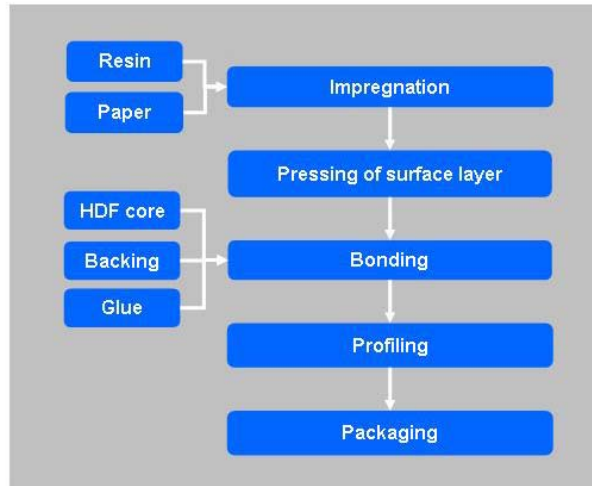 Resin
Paper
Impregnation
Pressing of surface layer
HDF core
Backing
Glue
Bonding
Profiling
Packaging